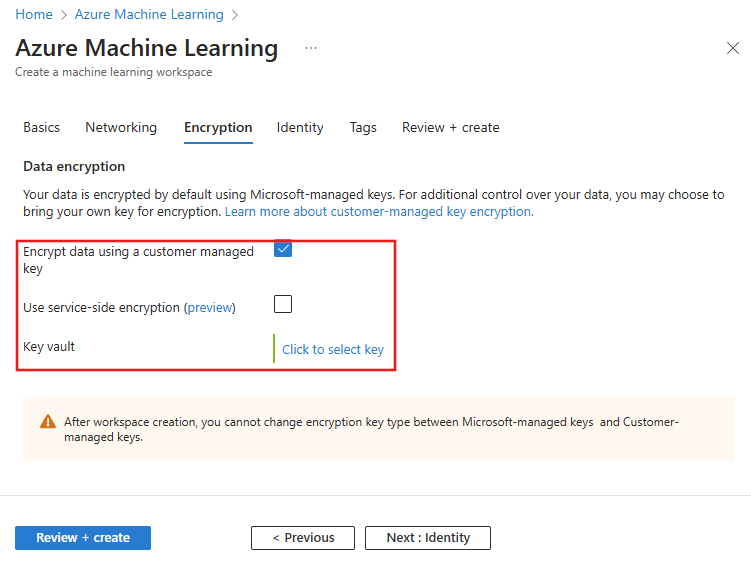 Home > Azure Machine Learning >
Azure Machine Learning ...
Create a machine learning workspace
Basics Networking Encryption Identity Tags Review + create
Data encryption
Your data is encrypted by default using Microsoft-managed keys. For additional control over your data, you may choose to
bring your own key for encryption. Learn more about customer-managed key encryption.
Encrypt data using a customer managed
key
Use service-side encryption (preview)
Key vault
Click to select key
After workspace creation, you cannot change encryption key type between Microsoft-managed keys and Customer-
managed keys.
Review + create < Previous Next : Identity